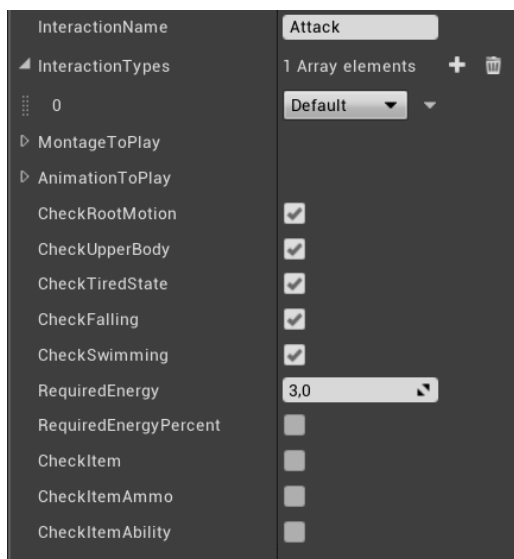 InteractionName Attack
InteractionTypes 1 Array elements
0 Default
MontageToPlay
AnimationToPlay
CheckRootMotion
CheckUpperBody
CheckTiredState
CheckFalling
CheckSwimming
RequiredEnergy 3,0
RequiredEnergyPercent
CheckItem
CheckItemAmmo
CheckItemAbility